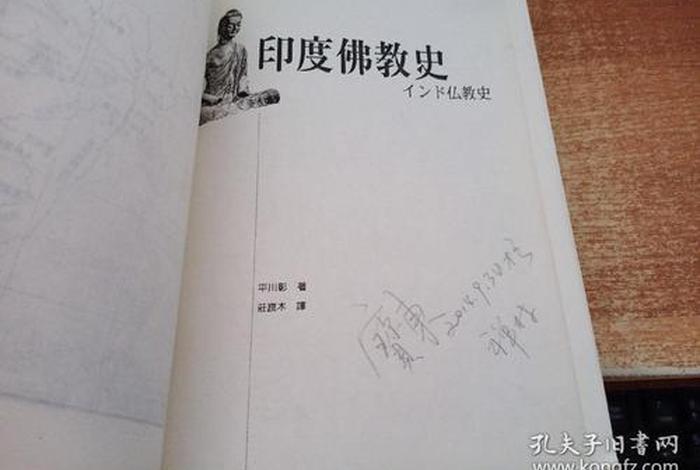 印度佛教史
インド仏教史
平川彰 著
莊崑木 譯
孔夫子旧书网
www.kongfz.com